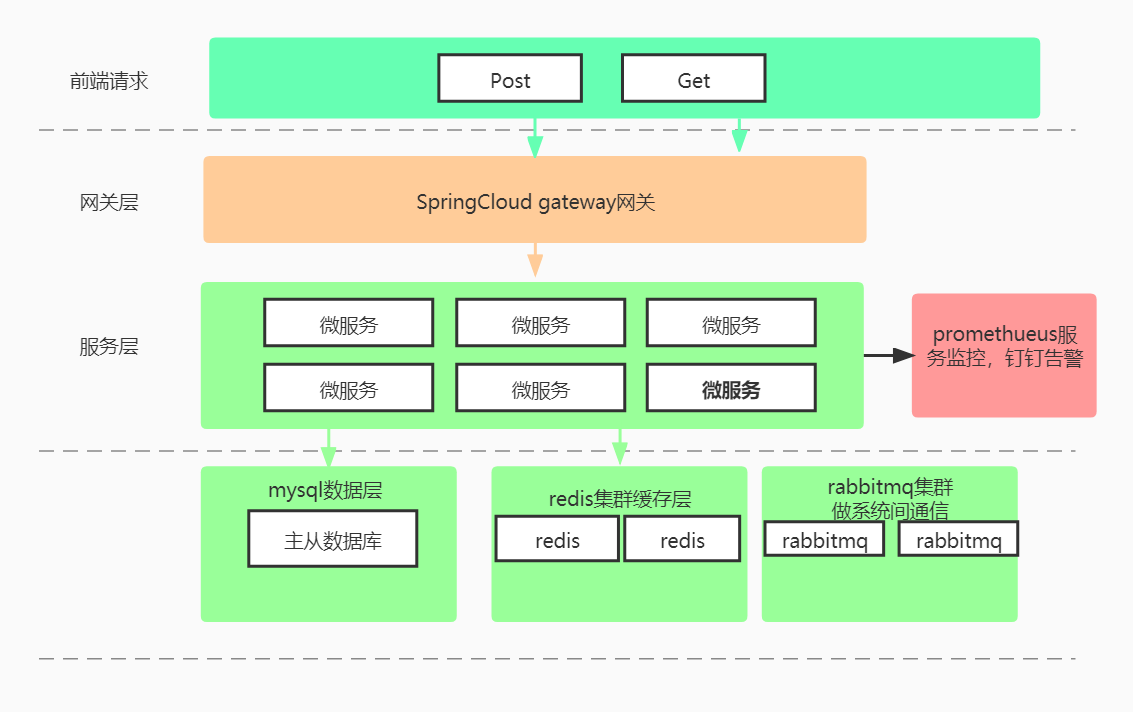 前端请求
Post
Get
网关层
SpringCloud gateway网关
服务层
微服务
微服务
微服务
微服务
微服务
微服务
promethueus服
务监控，钉钉告警
mysql数据层
主从数据库
redis集群缓存层
redis
redis
rabbitmq集群
做系统间通信
rabbitmq
rabbitmq